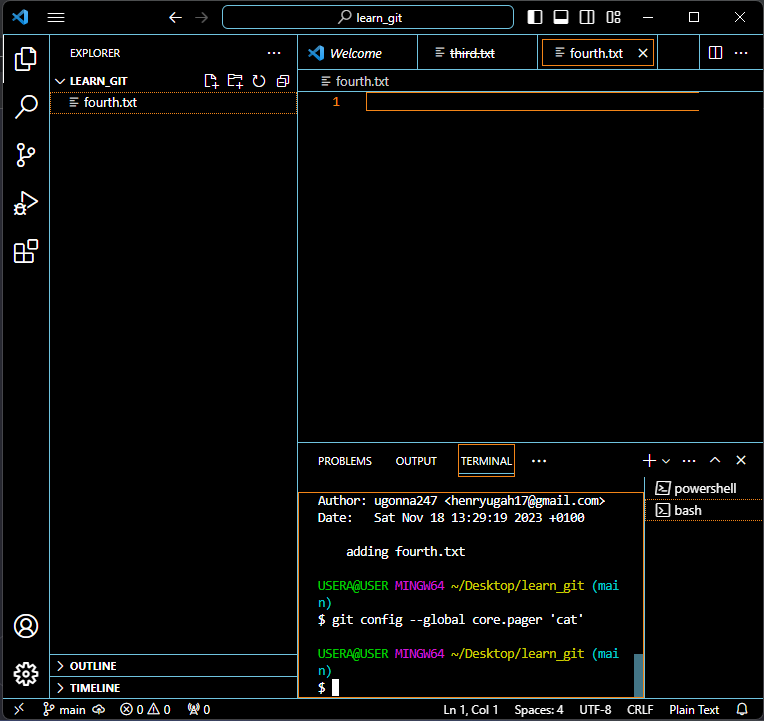 learn_git
EXPLORER
LEARN_GIT
fourth.txt
Welcome
third.txt
fourth.txt
fourth.txt
1
PROBLEMS
OUTPUT
TERMINAL
powershell
bash
Author: ugonna247 <henryugah17@gmail.com>
Date:   Sat Nov 18 13:29:19 2023 +0100
adding fourth.txt
USERA@USER MINGW64 ~/Desktop/learn_git (mai
n)
$ git config --global core.pager 'cat'
USERA@USER MINGW64 ~/Desktop/learn_git (mai
n)
$
OUTLINE
TIMELINE
main 0 0 0 Ln 1, Col 1 Spaces: 4 UTF-8 CRLF Plain Text